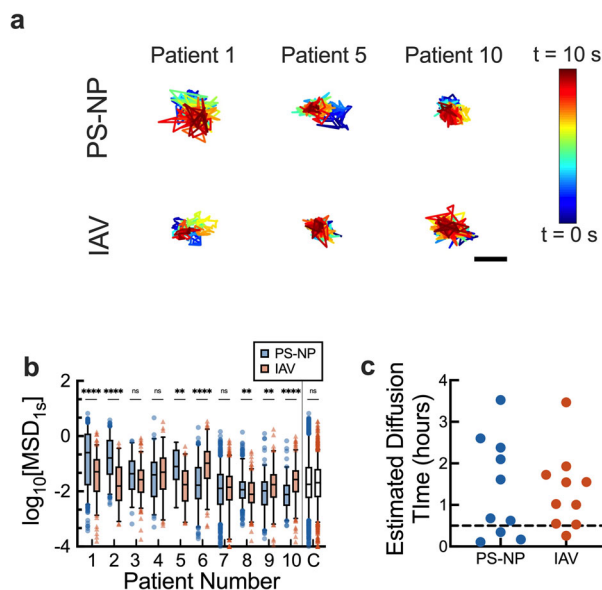 a
Patient 1 Patient 5 Patient 10
PS-NP
IAV
t = 10 s
t = 0 s
b
PS-NP
IAV
**** **** ns ns ** **** ns ** ** **** ns
log10[MSD1s]
2
0
-2
-4
1 2 3 4 5 6 7 8 9 10 C
Patient Number
c
Estimated Diffusion
TIme (hours)
4
3
2
1
0
PS-NP IAV